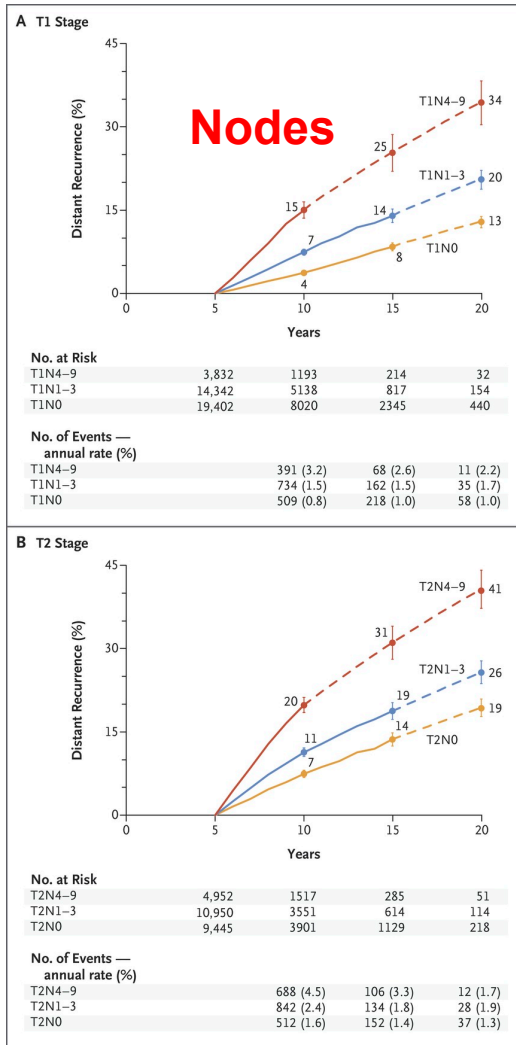 A T1 Stage
45
30
15
0
Distant Recurrence (%)
Nodes
T1N4–9
34
25
15
T1N1–3
20
14
7
T1N0
13
8
4
0 5 10 15 20
Years
No. at Risk
T1N4–9 3,832 1193 214 32
T1N1–3 14,342 5138 817 154
T1N0 19,402 8020 2345 440
No. of Events —
annual rate (%)
T1N4–9 391 (3.2) 68 (2.6) 11 (2.2)
T1N1–3 734 (1.5) 162 (1.5) 35 (1.7)
T1N0 509 (0.8) 218 (1.0) 58 (1.0)
B T2 Stage
45
30
15
0
Distant Recurrence (%)
T2N4–9
41
31
20
T2N1–3
26
19
11
T2N0
19
14
7
0 5 10 15 20
Years
No. at Risk
T2N4–9 4,952 1517 285 51
T2N1–3 10,950 3551 614 114
T2N0 9,445 3901 1129 218
No. of Events —
annual rate (%)
T2N4–9 688 (4.5) 106 (3.3) 12 (1.7)
T2N1–3 842 (2.4) 134 (1.8) 28 (1.9)
T2N0 512 (1.6) 152 (1.4) 37 (1.3)